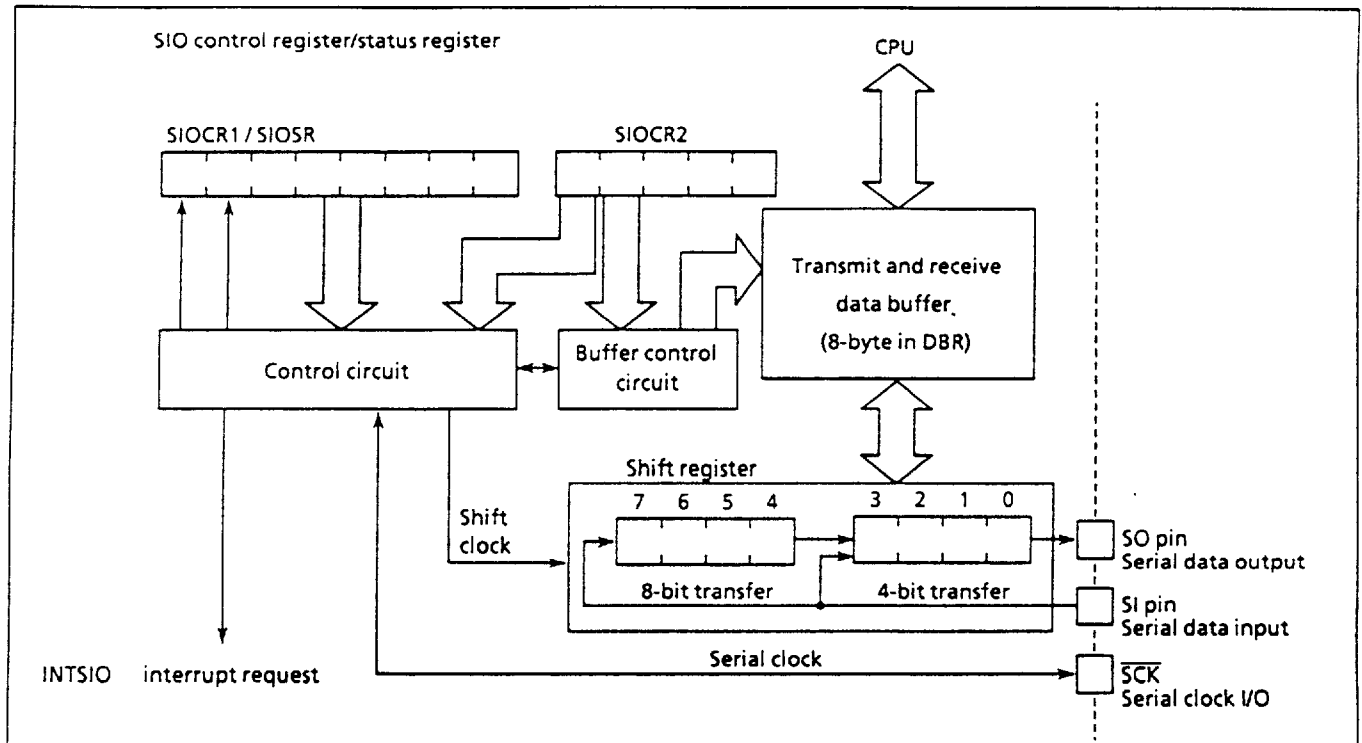 SIO control register/status register
CPU
SIOCR1 / SIOSR
SIOCR2
Transmit and receive
data buffer.
(8-byte in DBR)
Control circuit
Buffer control
circuit
Shift register
7 6 5 4
3 2 1 0
Shift
clock
SO pin
Serial data output
8-bit transfer
4-bit transfer
SI pin
Serial data input
INTSIO interrupt request
Serial clock
SCK
Serial clock I/O